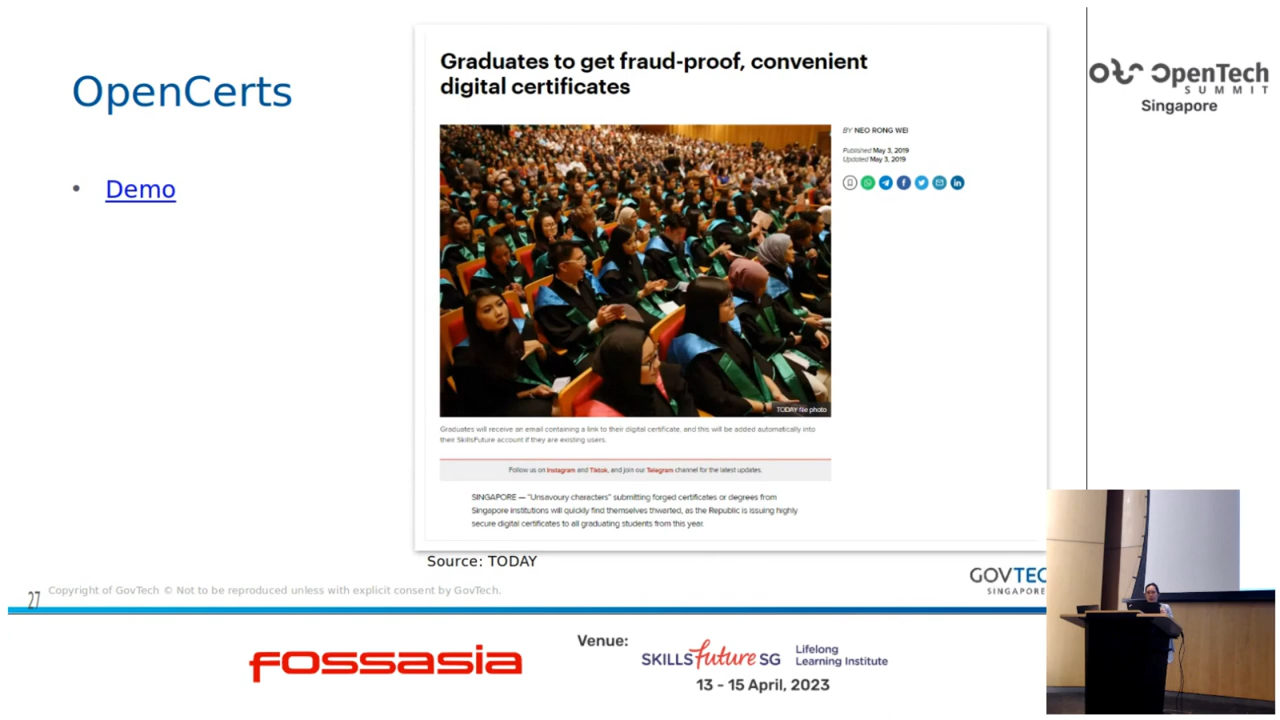 OpenCerts
• Demo
Graduates to get fraud-proof, convenient
digital certificates
BY NEO RONG WEI
Published May 3, 2019
Updated May 3, 2019
TODAY file photo
Graduates will receive an email containing a link to their digital certificate, and this will be added automatically into
their SkillsFuture account if they are existing users.
Follow us on Instagram and Tiktok, and join our Telegram channel for the latest updates.
SINGAPORE — "Unsavoury characters" submitting forged certificates or degrees from
Singapore institutions will quickly find themselves thwarted, as the Republic is issuing highly
secure digital certificates to all graduating students from this year.
Source: TODAY
OpenTech
SUMMIT
Singapore
27
Copyright of GovTech © Not to be reproduced unless with explicit consent by GovTech.
GOVTEC
SINGAPORE
fossasia
Venue:
SKILLSfuture SG
Lifelong
Learning Institute
13 - 15 April, 2023